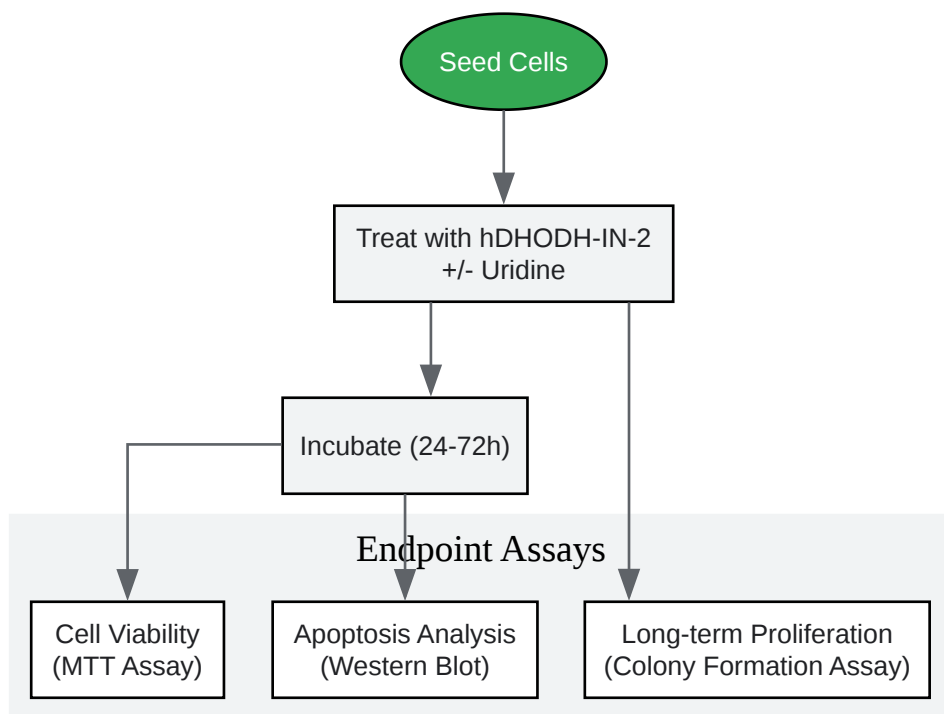 Seed Cells
Treat with hDHODH-IN-2
+/- Uridine
Incubate (24-72h)
Endpoint Assays
Cell Viability
(MTT Assay)
Apoptosis Analysis
(Western Blot)
Long-term Proliferation
(Colony Formation Assay)